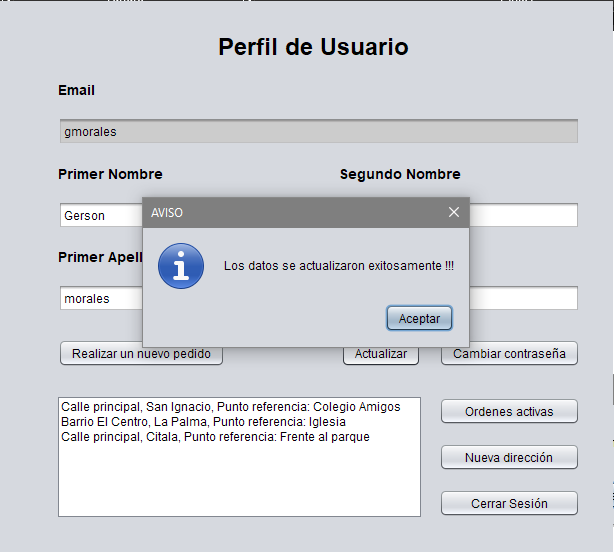 Perfil de Usuario
Email
gmorales
Primer Nombre
Segundo Nombre
Gerson
AVISO
Los datos se actualizaron exitosamente !!!
Aceptar
Primer Apell
morales
Realizar un nuevo pedido
Actualizar
Cambiar contraseña
Calle principal, San Ignacio, Punto referencia: Colegio Amigos
Barrio El Centro, La Palma, Punto referencia: Iglesia
Calle principal, Citala, Punto referencia: Frente al parque
Ordenes activas
Nueva dirección
Cerrar Sesión